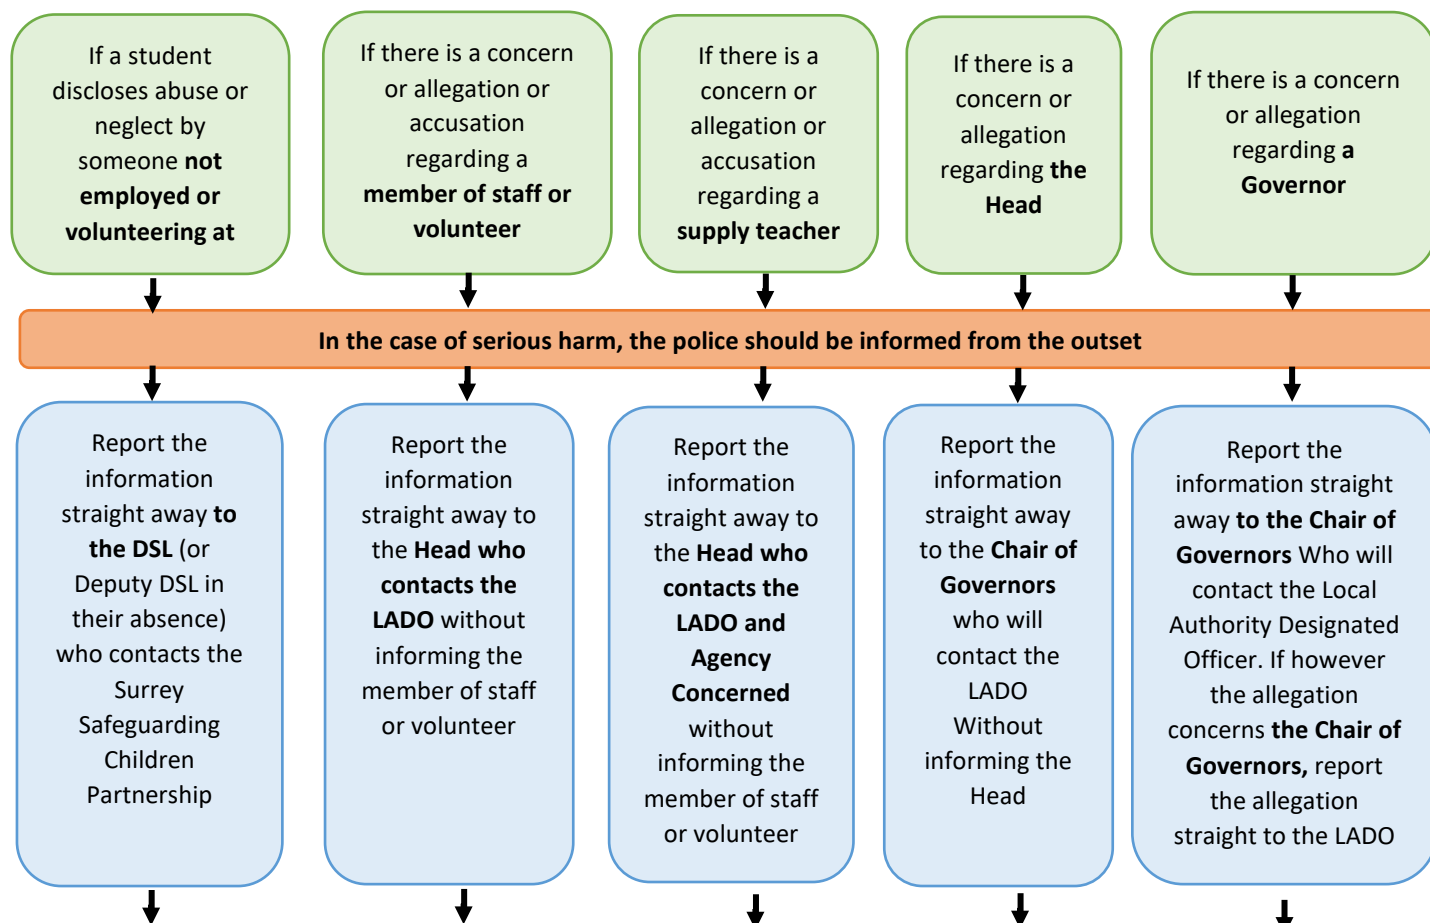 If a student
discloses abuse or
neglect by
someone not
employed or
volunteering at
If there is a concern
or allegation or
accusation
regarding a
member of staff or
volunteer
If there is a
concern or
allegation or
accusation
regarding a
supply teacher
If there is a
concern or
allegation
regarding the
Head
If there is a concern
or allegation
regarding a
Governor
In the case of serious harm, the police should be informed from the outset
Report the
information
straight away to
the DSL (or
Deputy DSL in
their absence)
who contacts the
Surrey
Safeguarding
Children
Partnership
Report the
information
straight away to
the Head who
contacts the
LADO without
informing the
member of staff
or volunteer
Report the
information
straight away to
the Head who
contacts the
LADO and
Agency
Concerned
without
informing the
member of staff
or volunteer
Report the
information
straight away
to the Chair of
Governors
who will
contact the
LADO
Without
informing the
Head
Report the
information straight
away to the Chair of
Governors Who will
contact the Local
Authority Designated
Officer. If however
the allegation
concerns the Chair of
Governors, report
the allegation
straight to the LADO